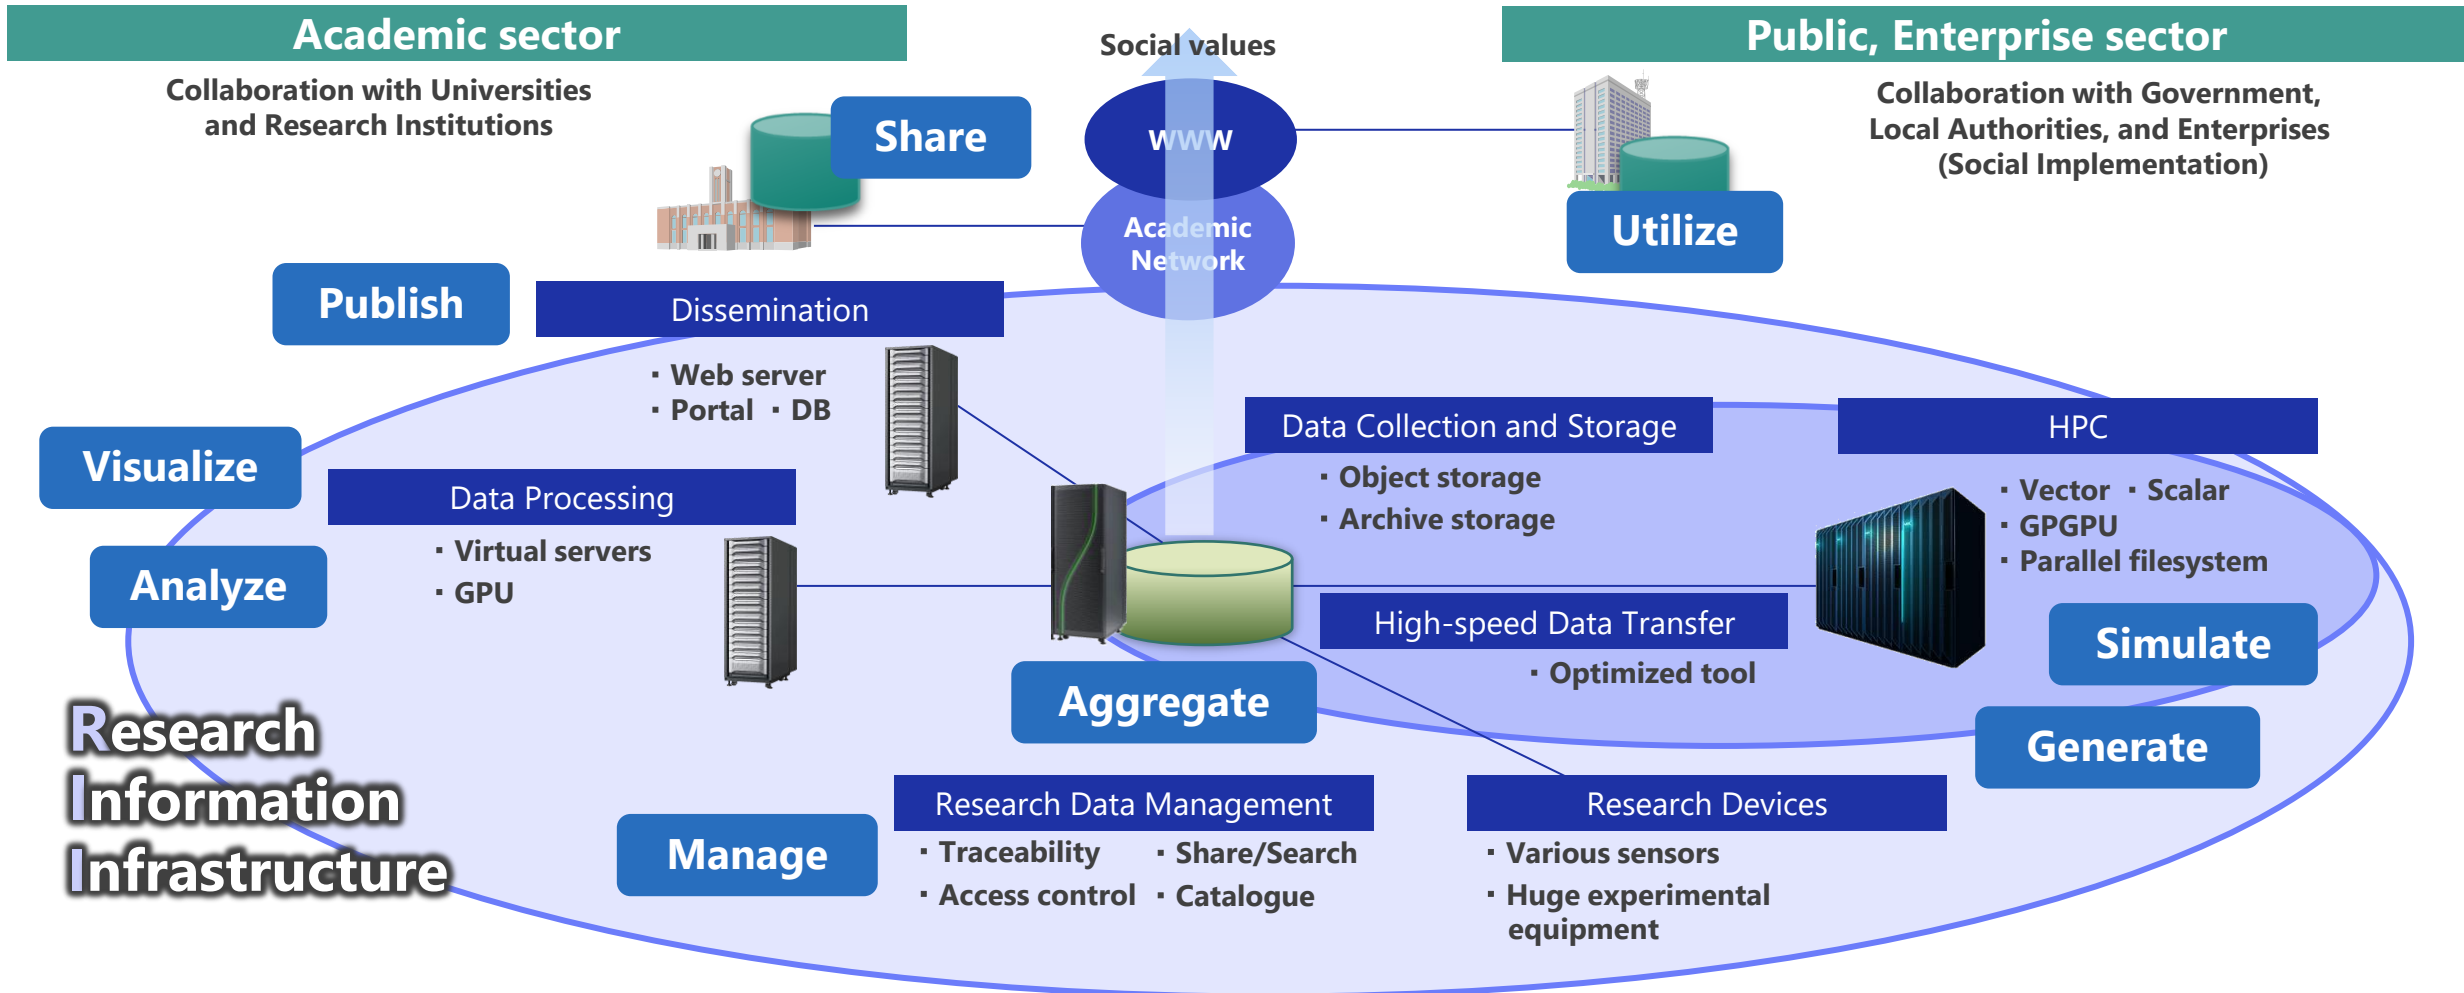 Academic sector
Collaboration with Universities
and Research Institutions
Share
Social values
WWW
Academic
Network
Public, Enterprise sector
Collaboration with Government,
Local Authorities, and Enterprises
(Social Implementation)
Utilize
Publish
Dissemination
・Web server
・Portal ・DB
Visualize
Data Processing
・Virtual servers
・GPU
Analyze
Data Collection and Storage
・Object storage
・Archive storage
HPC
・Vector ・Scalar
・GPGPU
・Parallel filesystem
High-speed Data Transfer
・Optimized tool
Simulate
Aggregate
Generate
Research
Information
Infrastructure
Manage
Research Data Management
・Traceability ・Share/Search
・Access control ・Catalogue
Research Devices
・Various sensors
・Huge experimental
equipment